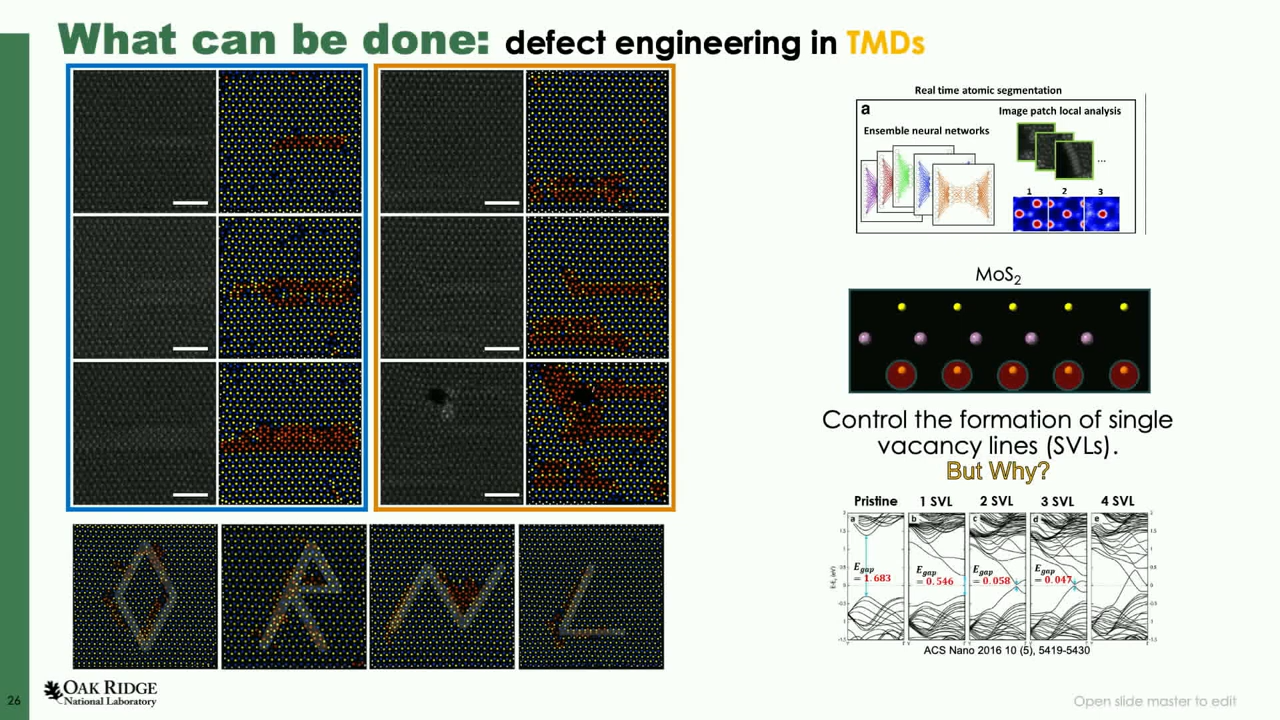 What can be done: defect engineering in TMDs
Real time atomic segmentation
a
Image patch local analysis
Ensemble neural networks
...
1 2 3
MoS2
Control the formation of single
vacancy lines (SVLs).
But Why?
Pristine 1 SVL 2 SVL 3 SVL 4 SVL
a b c d e
Egap
= 1.683
Egap
= 0.546
Egap
= 0.058
Egap
= 0.047
ACS Nano 2016 10 (5), 5419-5430
26
OAK RIDGE
National Laboratory
Open slide master to edit